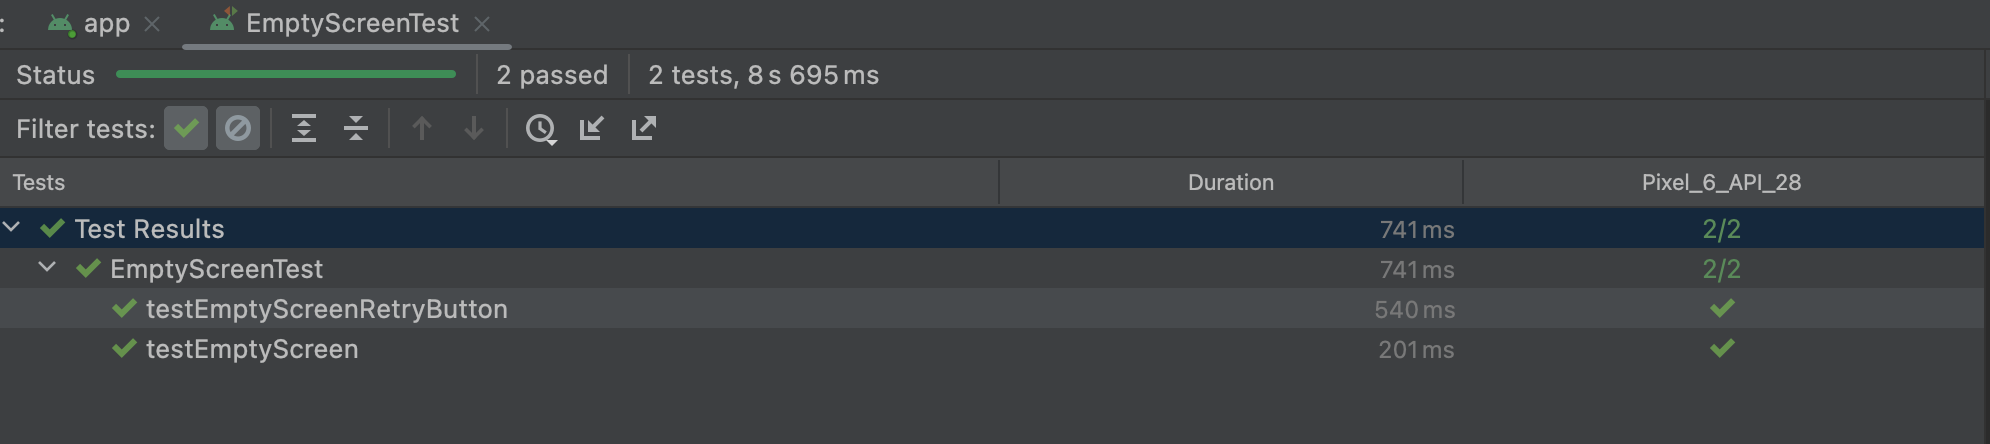 : app EmptyScreenTest
Status 2 passed 2 tests, 8 s 695 ms
Filter tests:
Tests Duration Pixel_6_API_28
Test Results 741 ms 2/2
EmptyScreenTest 741 ms 2/2
testEmptyScreenRetryButton 540 ms
testEmptyScreen 201 ms